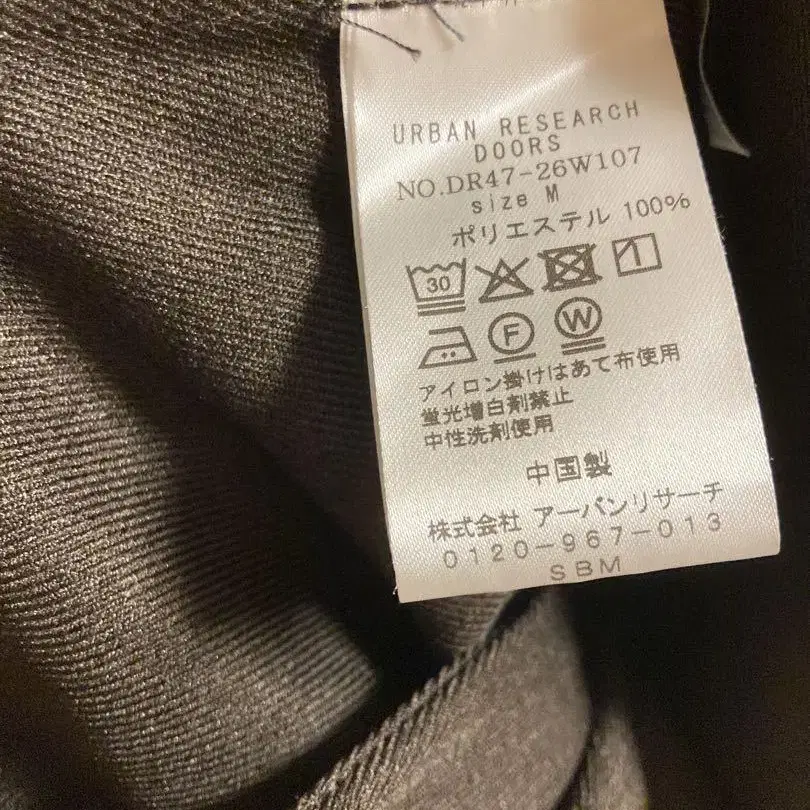 URBAN RESEARCH
DOORS
NO.DR47-26W107
size M
ポリエステル 100%
30
F W
アイロン掛けはあて布使用
蛍光増白剤禁止
中性洗剤使用
中国製
株式会社 アーバンリサーチ
0120-967-013
SBM